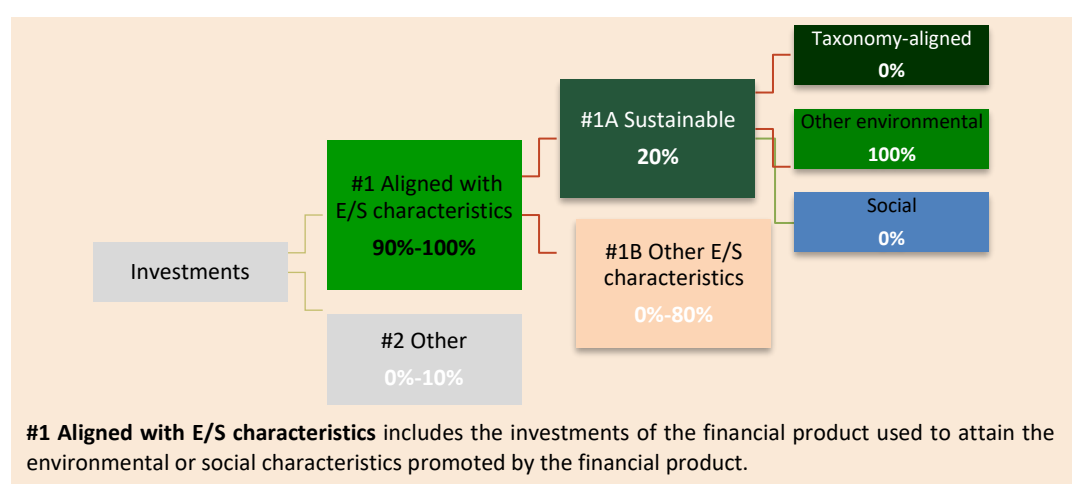 Taxonomy-aligned
0%
#1A Sustainable
20%
Other environmental
100%
#1 Aligned with
E/S characteristics
90%-100%
Social
0%
#1B Other E/S
characteristics
0%-80%
Investments
#2 Other
0%-10%
#1 Aligned with E/S characteristics includes the investments of the financial product used to attain the
environmental or social characteristics promoted by the financial product.